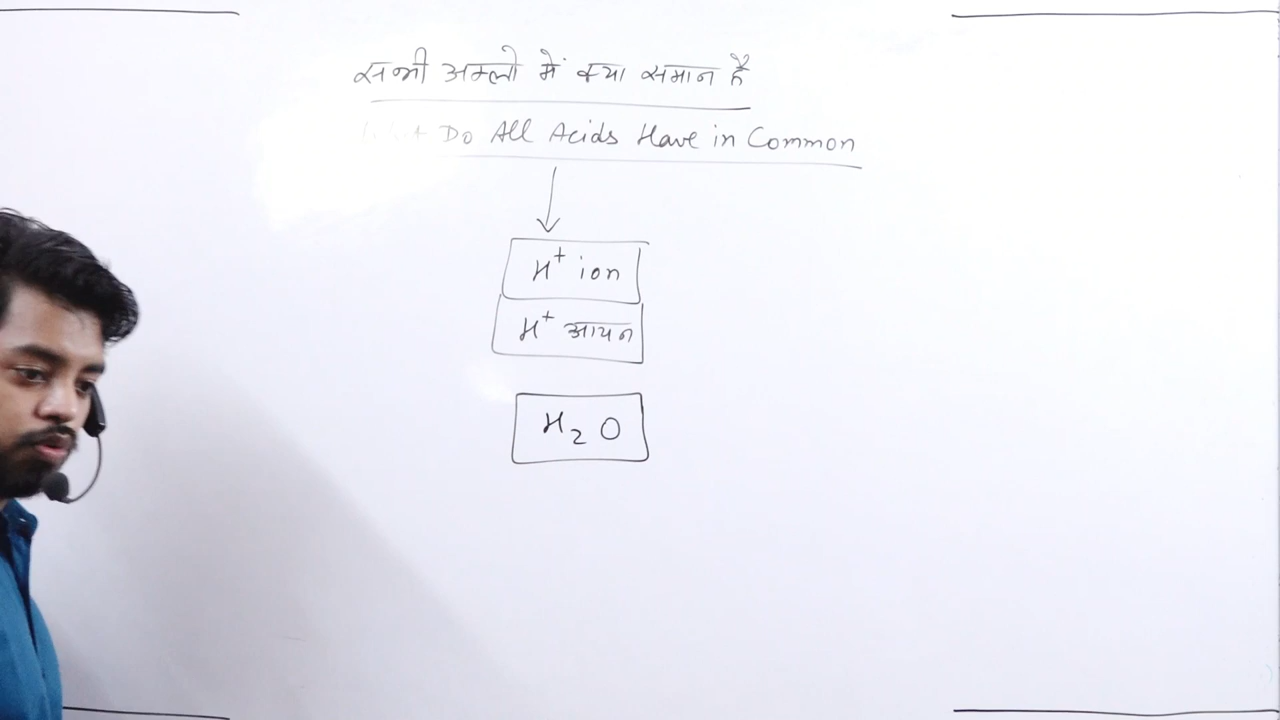 सभी अम्लो में क्या समान है
Do All Acids Have in Common
H⁺ ion
H⁺ आयन
H₂O